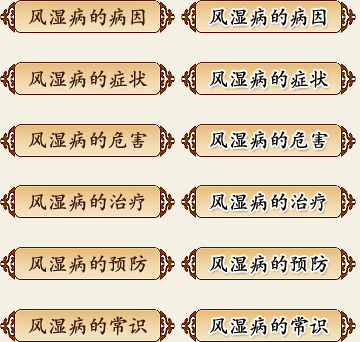 风湿病的病因 风湿病的病因
风湿病的症状 风湿病的症状
风湿病的危害 风湿病的危害
风湿病的治疗 风湿病的治疗
风湿病的预防 风湿病的预防
风湿病的常识 风湿病的常识